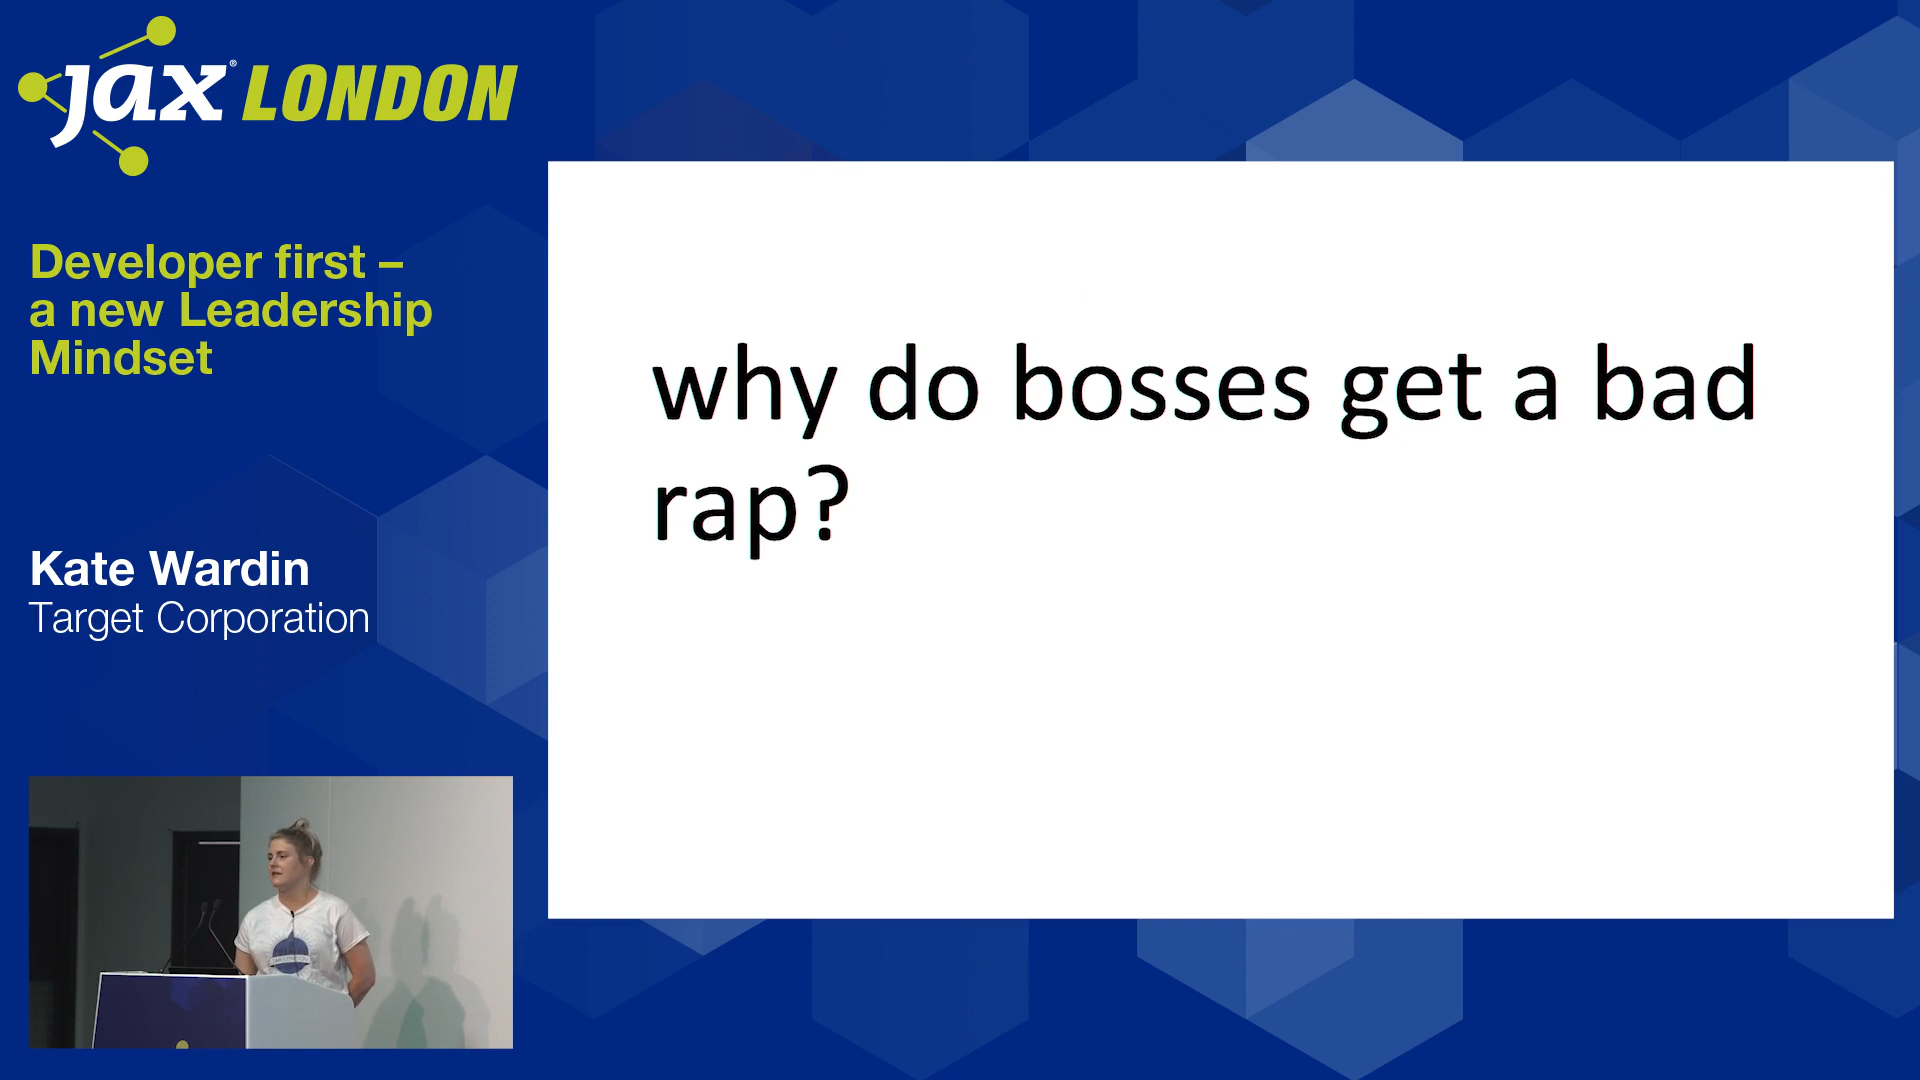 jax® LONDON
Developer first –
a new Leadership
Mindset
Kate Wardin
Target Corporation
why do bosses get a bad
rap?